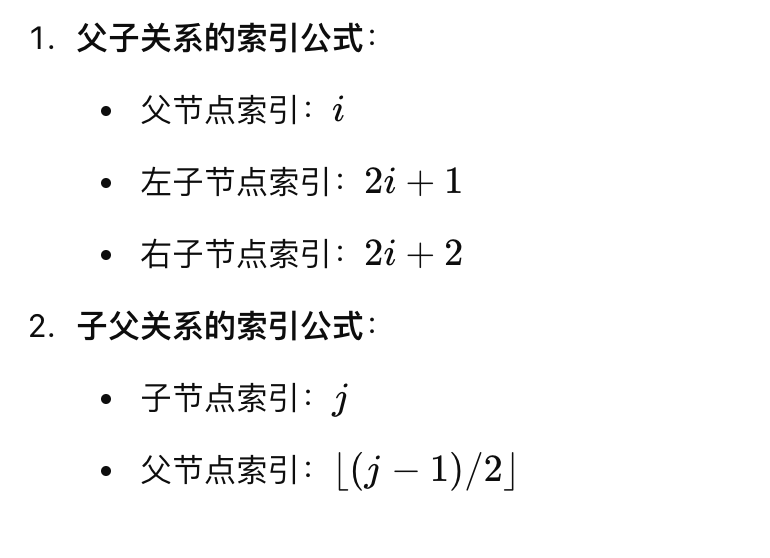 1. 父子关系的索引公式：
• 父节点索引：i
• 左子节点索引：2i + 1
• 右子节点索引：2i + 2
2. 子父关系的索引公式：
• 子节点索引：j
• 父节点索引：⌊(j − 1)/2⌋